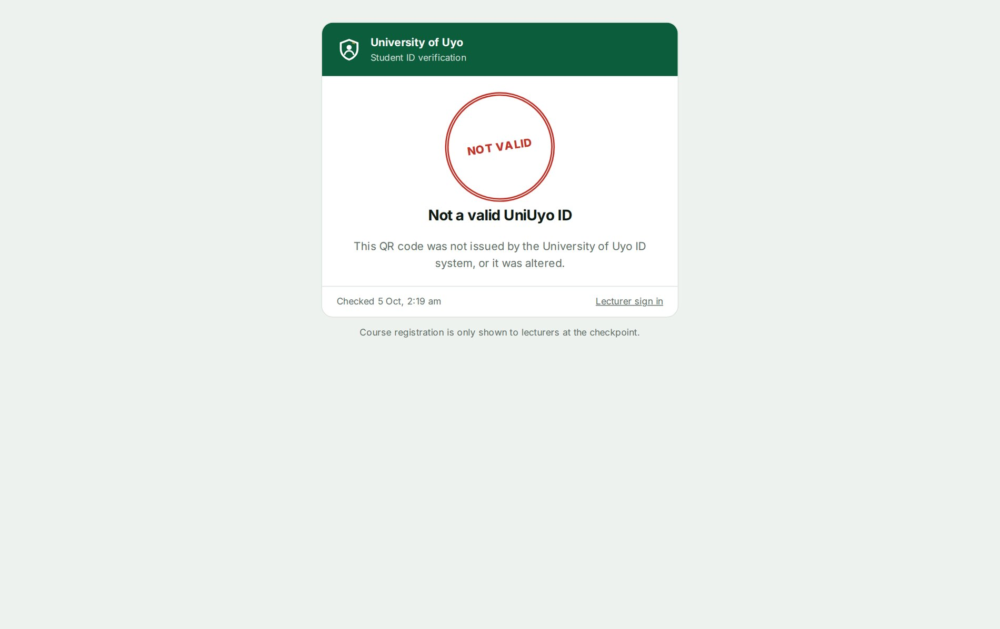 University of Uyo
Student ID verification
NOT VALID
Not a valid UniUyo ID
This QR code was not issued by the University of Uyo ID
system, or it was altered.
Checked 5 Oct, 2:19 am
Lecturer sign in
Course registration is only shown to lecturers at the checkpoint.